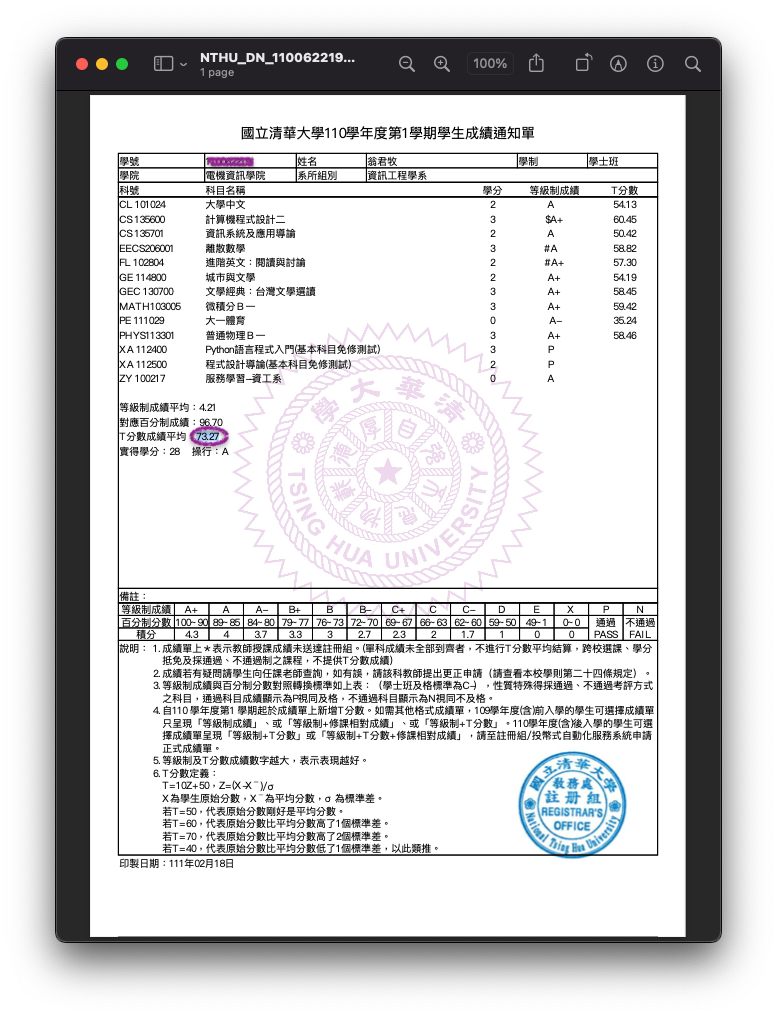 NTHU_DN_110062219...
1 page
100%
國立清華大學110學年度第1學期學生成績通知單
學號 姓名 翁君牧 學制 學士班
學院 電機資訊學院 系所組別 資訊工程學系
科號 科目名稱 學分 等級制成績 T分數
CL 101024 大學中文 2 A 54.13
CS 135600 計算機程式設計二 3 $A+ 60.45
CS 135701 資訊系統及應用導論 2 A 50.42
EECS206001 離散數學 3 #A 58.82
FL 102804 進階英文：閱讀與討論 2 #A+ 57.30
GE 114800 城市與文學 2 A+ 54.19
GEC 130700 文學經典：台灣文學選讀 3 A+ 58.45
MATH103005 微積分Ｂ一 3 A+ 59.42
PE 111029 大一體育 0 A− 35.24
PHYS113301 普通物理Ｂ一 3 A+ 58.46
XA 112400 Python語言程式入門(基本科目免修測試) 3 P
XA 112500 程式設計導論(基本科目免修測試) 2 P
ZY 100217 服務學習−資工系 0 A
等級制成績平均：4.21
對應百分制成績：96.70
T分數成績平均 73.27
實得學分：28 操行：A
TSING HUA UNIVERSITY
備註：
等級制成績 A+ A A− B+ B B− C+ C C− D E X P N
百分制分數 100~90 89~85 84~80 79~77 76~73 72~70 69~67 66~63 62~60 59~50 49~1 0~0 通過 不通過
積分 4.3 4 3.7 3.3 3 2.7 2.3 2 1.7 1 0 0 PASS FAIL
說明： 1.成績單上＊表示教師授課成績未送達註冊組。(單科成績未全部到齊者，不進行T分數平均結算，跨校選課、學分
抵免及採通過、不通過制之課程，不提供T分數成績)
2.成績若有疑問請學生向任課老師查詢，如有誤，請該科教師提出更正申請（請查看本校學則第二十四條規定）。
3.等級制成績與百分制分數對照轉換標準如上表：（學士班及格標準為C-），性質特殊得採通過、不通過考評方式
之科目，通過科目成績顯示為P視同及格，不通過科目顯示為N視同不及格。
4.自110 學年度第1 學期起於成績單上新增T分數。如需其他格式成績單，109學年度(含)前入學的學生可選擇成績單
只呈現「等級制成績」、或「等級制+修課相對成績」、或「等級制+T分數」。110學年度(含)後入學的學生可選
擇成績單呈現「等級制+T分數」或「等級制+T分數+修課相對成績」，請至註冊組/投幣式自動化服務系統申請
正式成績單。
5.等級制及T分數成績數字越大，表示表現越好。
6.T分數定義：
T=10Z+50，Z=(X-X¯)/σ
X為學生原始分數，X¯為平均分數，σ 為標準差。
若T=50，代表原始分數剛好是平均分數。
若T=60，代表原始分數比平均分數高了1個標準差。
若T=70，代表原始分數比平均分數高了2個標準差。
若T=40，代表原始分數比平均分數低了1個標準差，以此類推。
國立清華大學
教務處
註冊組
REGISTRAR'S
OFFICE
National Tsing Hua University
印製日期：111年02月18日